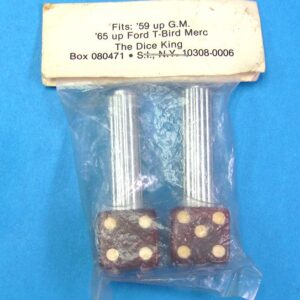 Fits: '59 up G.M.
'65 up Ford T-Bird Merc
The Dice King
Box 080471 • S.I., N.Y. 10308-0006